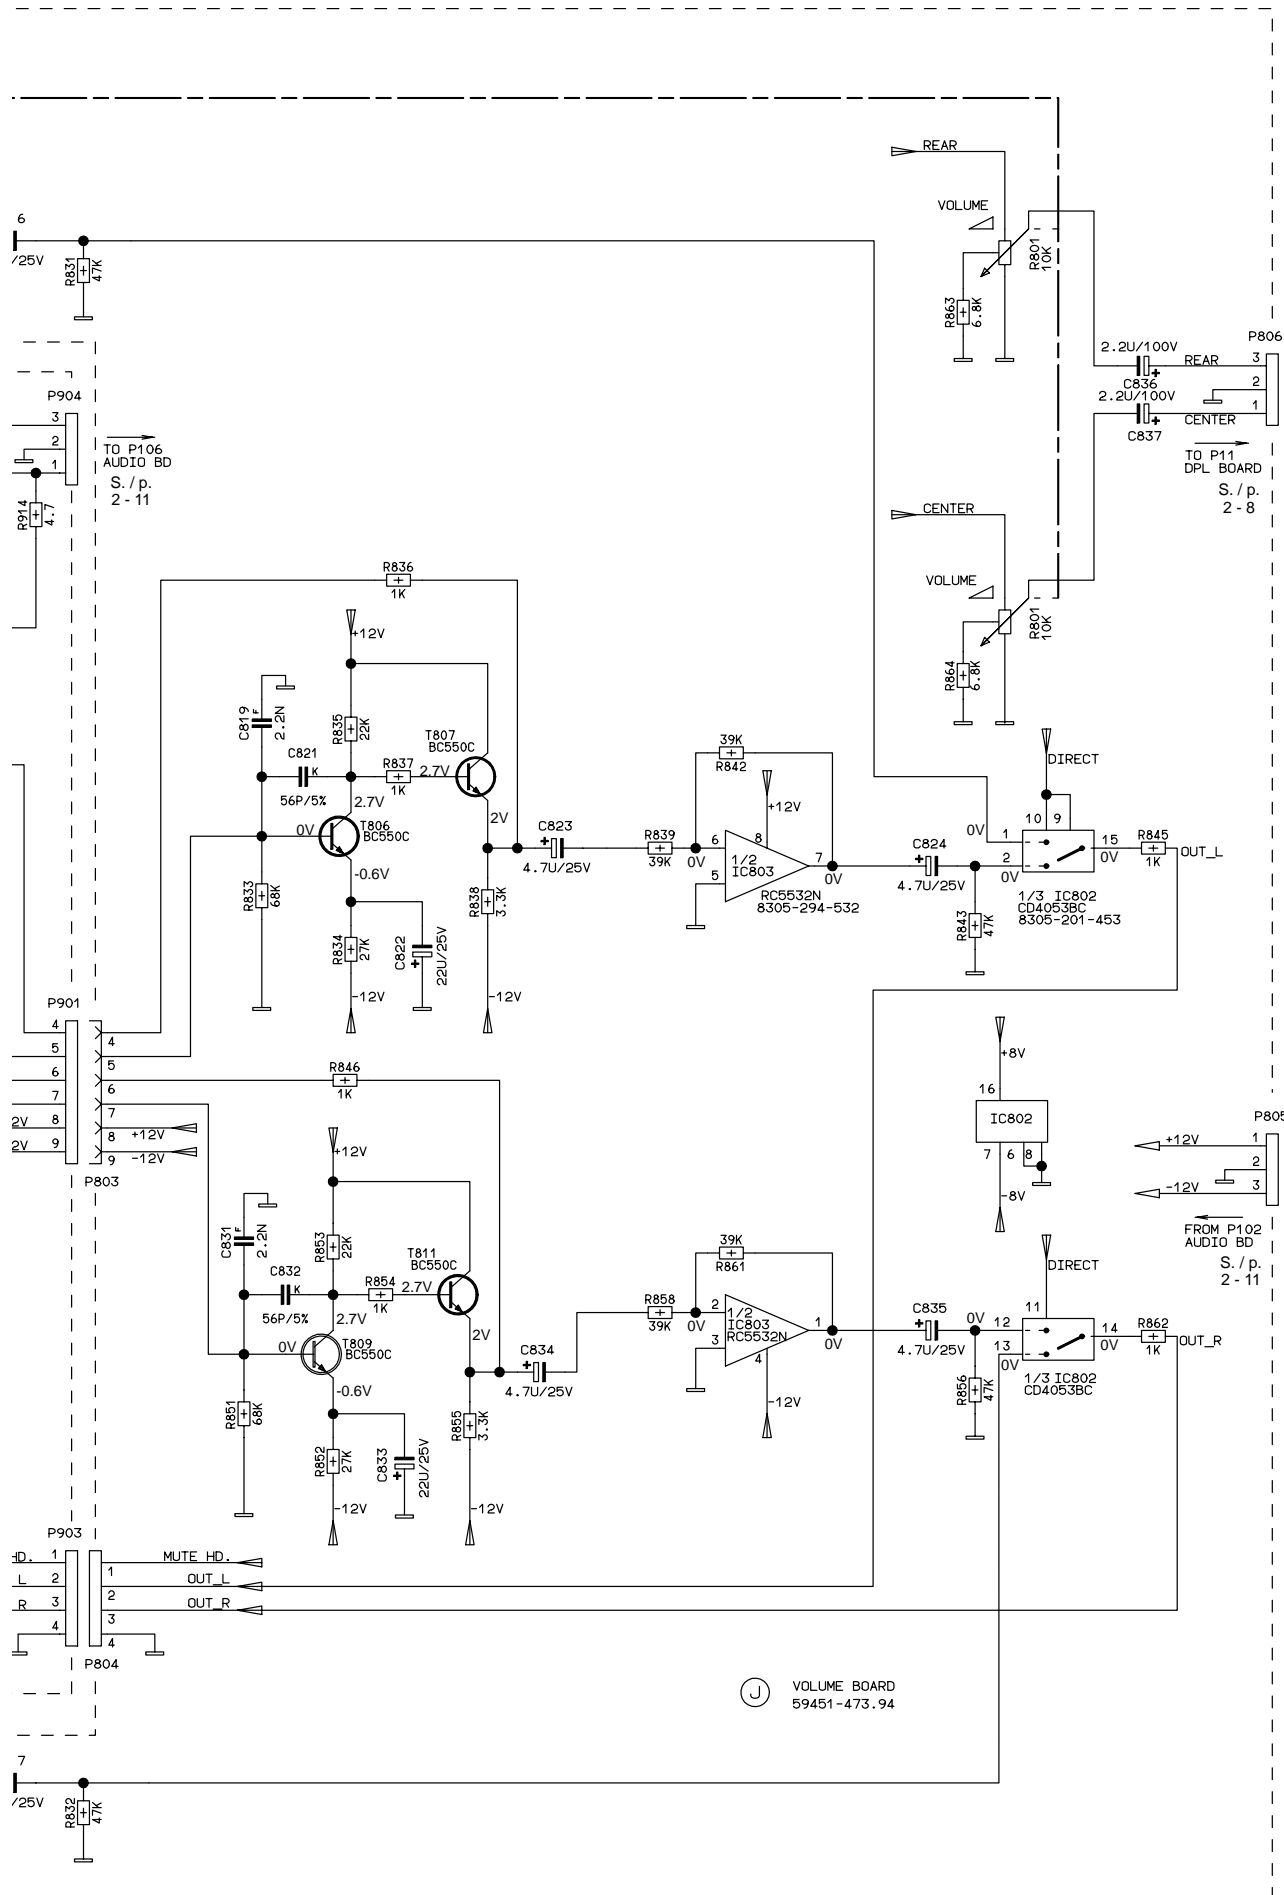 REAR
VOLUME
R801
10K
R863
6.8K
6
/25V
R831
47K
P806
2.2U/100V
REAR
3
C836
2
2.2U/100V
1
CENTER
C837
TO P11
DPL BOARD
S. / p.
2 - 8
P904
3
2
1
TO P106
AUDIO BD
S. / p.
2 - 11
R914
4.7
CENTER
VOLUME
R801
10K
R864
6.8K
R836
1K
+12V
C819
F
2.2N
R835
22K
C821
K
56P/5%
R837
1K
2.7V
T807
BC550C
2.7V
0V
T806
BC550C
-0.6V
2V
R833
68K
R834
27K
C822
22U/25V
R838
3.3K
-12V
-12V
C823
4.7U/25V
R839
39K
39K
R842
+12V
6
0V
5
8
1/2
IC803
7
0V
RC5532N
8305-294-532
C824
4.7U/25V
R843
47K
DIRECT
10
9
0V
1
2
0V
15
0V
R845
1K
OUT_L
1/3 IC802
CD4053BC
8305-201-453
P901
4
5
6
7
2V
8
2V
9
4
5
6
7
8
9
+12V
-12V
P803
R846
1K
+8V
16
IC802
7
6
8
-8V
P805
+12V
1
2
-12V
3
FROM P102
AUDIO BD
S. / p.
2 - 11
+12V
C831
F
2.2N
R853
22K
C832
K
56P/5%
R854
1K
2.7V
T811
BC550C
2.7V
0V
T809
BC550C
-0.6V
2V
R851
68K
R852
27K
C833
22U/25V
R855
3.3K
-12V
-12V
C834
4.7U/25V
R858
39K
39K
R861
2
0V
3
1/2
IC803
RC5532N
4
1
0V
-12V
C835
4.7U/25V
0V
R856
47K
DIRECT
11
12
13
0V
14
0V
R862
1K
OUT_R
1/3 IC802
CD4053BC
P903
HD.
1
L
2
R
3
4
1
2
3
4
MUTE HD.
OUT_L
OUT_R
P804
J
VOLUME BOARD
59451-473.94
7
/25V
R832
47K